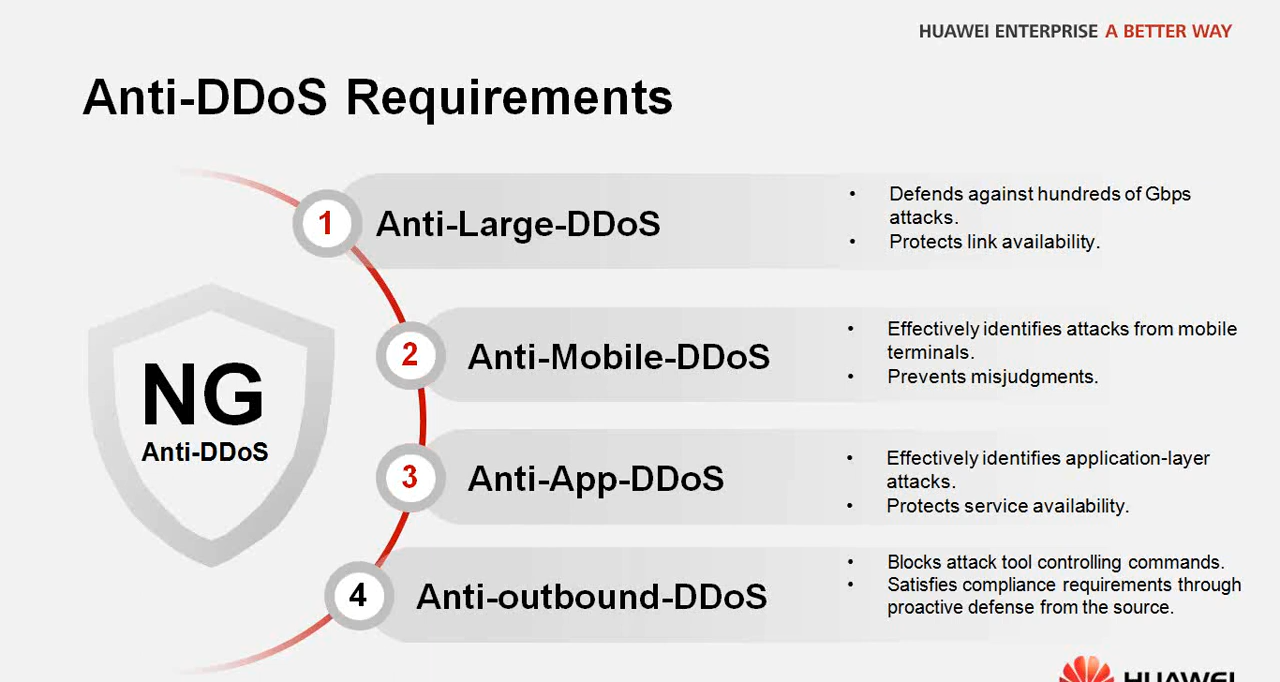 HUAWEI ENTERPRISE A BETTER WAY
Anti-DDoS Requirements
NG
Anti-DDoS
1
Anti-Large-DDoS
• Defends against hundreds of Gbps
attacks.
• Protects link availability.
2
Anti-Mobile-DDoS
• Effectively identifies attacks from mobile
terminals.
• Prevents misjudgments.
3
Anti-App-DDoS
• Effectively identifies application-layer
attacks.
• Protects service availability.
4
Anti-outbound-DDoS
• Blocks attack tool controlling commands.
• Satisfies compliance requirements through
proactive defense from the source.
HUAWEI